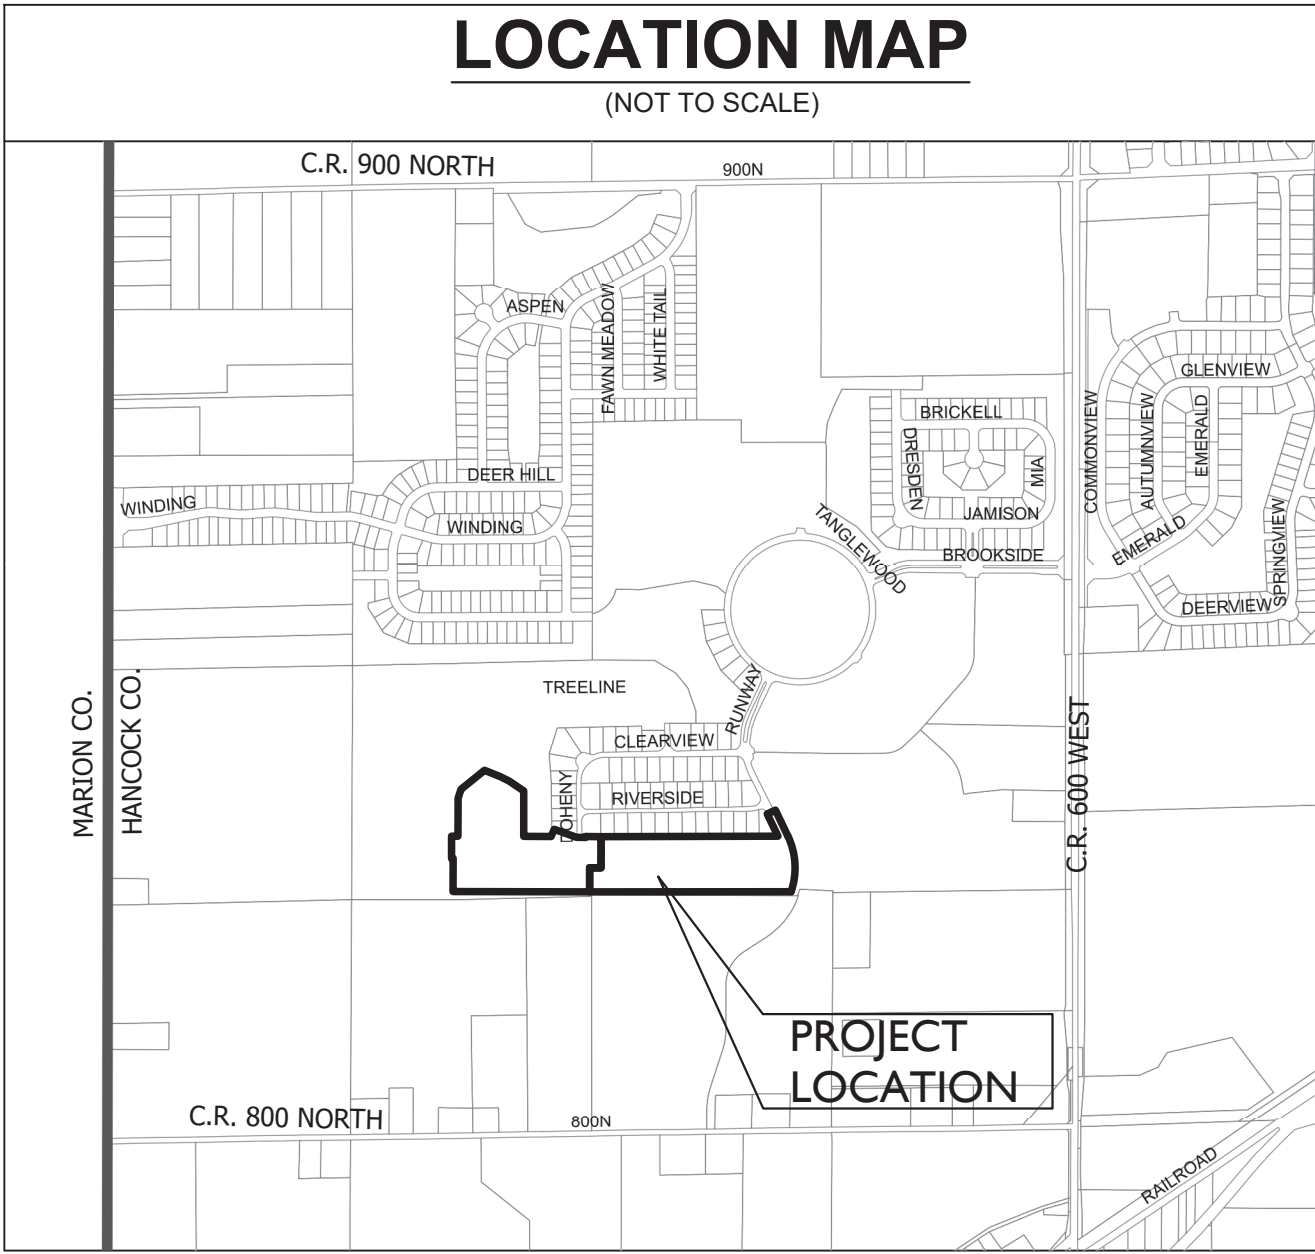 LOCATION MAP
(NOT TO SCALE)
C.R. 900 NORTH
900N
ASPEN
FAWN MEADOW
WHITE TAIL
GLENVIEW
BRICKELL
COMMONVIEW
AUTUMNVIEW
EMERALD
DRESDEN
MIA
DEER HILL
WINDING
WINDING
JAMISON
TANGLEWOOD
BROOKSIDE
EMERALD
SPRINGVIEW
DEERVIEW
TREELINE
RUNWAY
CLEARVIEW
MARION CO.
HANCOCK CO.
DOHENY
RIVERSIDE
C.R. 600 WEST
PROJECT
LOCATION
C.R. 800 NORTH
800N
RAILROAD